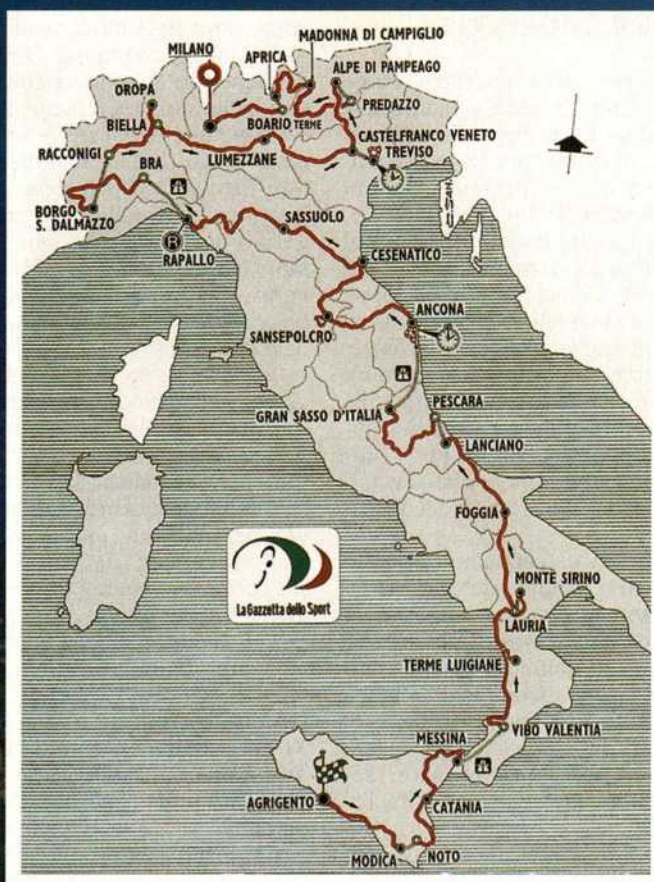 MADONNA DI CAMPIGLIO
MILANO
APRICA
ALPE DI PAMPEAGO
OROPA
PREDAZZO
BIELLA
BOARIO TERME
CASTELFRANCO VENETO
RACCONIGI
LUMEZZANE
TREVISO
BRA
BORGO
S. DALMAZZO
SASSUOLO
R
RAPALLO
CESENATICO
ANCONA
SANSEPOLCRO
PESCARA
GRAN SASSO D'ITALIA
LANCIANO
FOGGIA
La Gazzetta dello Sport
MONTE SIRINO
LAURIA
TERME LUIGIANE
VIBO VALENTIA
MESSINA
AGRIGENTO
CATANIA
MODICA
NOTO